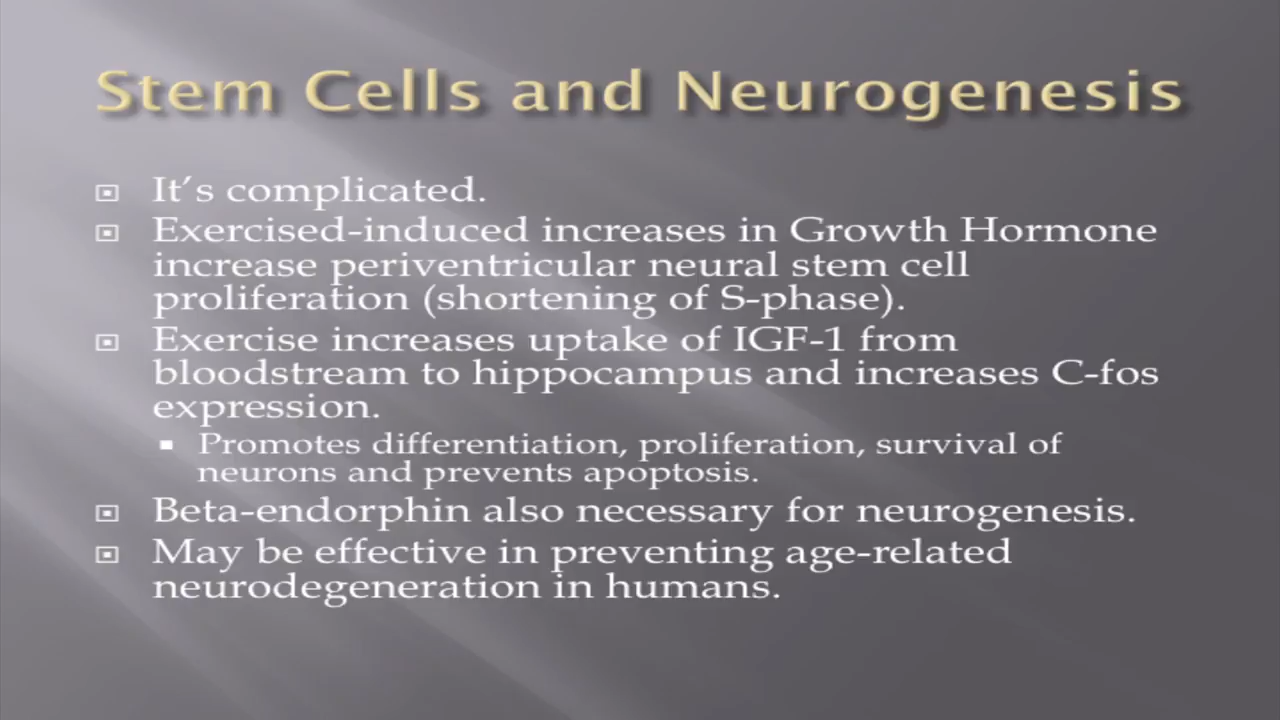 Stem Cells and Neurogenesis
It's complicated.
Exercised-induced increases in Growth Hormone
increase periventricular neural stem cell
proliferation (shortening of S-phase).
Exercise increases uptake of IGF-1 from
bloodstream to hippocampus and increases C-fos
expression.
Promotes differentiation, proliferation, survival of
neurons and prevents apoptosis.
Beta-endorphin also necessary for neurogenesis.
May be effective in preventing age-related
neurodegeneration in humans.